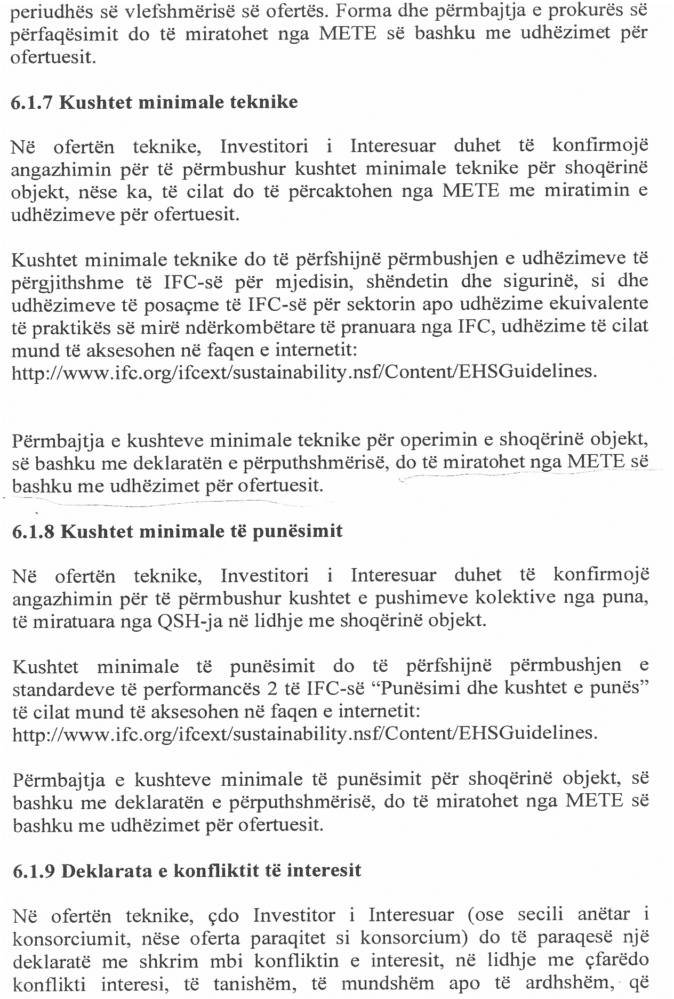 periudhës së vlefshmërisë së ofertës. Forma dhe përmbajtja e prokurës së
përfaqësimit do të miratohet nga METE së bashku me udhëzimet për
ofertuesit.
6.1.7 Kushtet minimale teknike
Në ofertën teknike, Investitori i Interesuar duhet të konfirmojë
angazhimin për të përmbushur kushtet minimale teknike për shoqërinë
objekt, nëse ka, të cilat do të përcaktohen nga METE me miratimin e
udhëzimeve për ofertuesit.
Kushtet minimale teknike do të përfshijnë përmbushjen e udhëzimeve të
përgjithshme të IFC-së për mjedisin, shëndetin dhe sigurinë, si dhe
udhëzimeve të posaçme të IFC-së për sektorin apo udhëzime ekuivalente
të praktikës së mirë ndërkombëtare të pranuara nga IFC, udhëzime të cilat
mund të aksesohen në faqen e internetit:
http://www.ifc.org/ifcext/sustainability.nsf/Content/EHSGuidelines.
Përmbajtja e kushteve minimale teknike për operimin e shoqërinë objekt,
së bashku me deklaratën e përputhshmërisë, do të miratohet nga METE së
bashku me udhëzimet për ofertuesit.
6.1.8 Kushtet minimale të punësimit
Në ofertën teknike, Investitori i Interesuar duhet të konfirmojë
angazhimin për të përmbushur kushtet e pushimeve kolektive nga puna,
të miratuara nga QSH-ja në lidhje me shoqërinë objekt.
Kushtet minimale të punësimit do të përfshijnë përmbushjen e
standardeve të performancës 2 të IFC-së “Punësimi dhe kushtet e punës”
të cilat mund të aksesohen në faqen e internetit:
http://www.ifc.org/ifcext/sustainability.nsf/Content/EHSGuidelines.
Përmbajtja e kushteve minimale të punësimit për shoqërinë objekt, së
bashku me deklaratën e përputhshmërisë, do të miratohet nga METE së
bashku me udhëzimet për ofertuesit.
6.1.9 Deklarata e konfliktit të interesit
Në ofertën teknike, çdo Investitor i Interesuar (ose secili anëtar i
konsorciumit, nëse oferta paraqitet si konsorcium) do të paraqesë një
deklaratë me shkrim mbi konfliktin e interesit, në lidhje me çfarëdo
konflikti interesi, të tanishëm, të mundshëm apo të ardhshëm, që